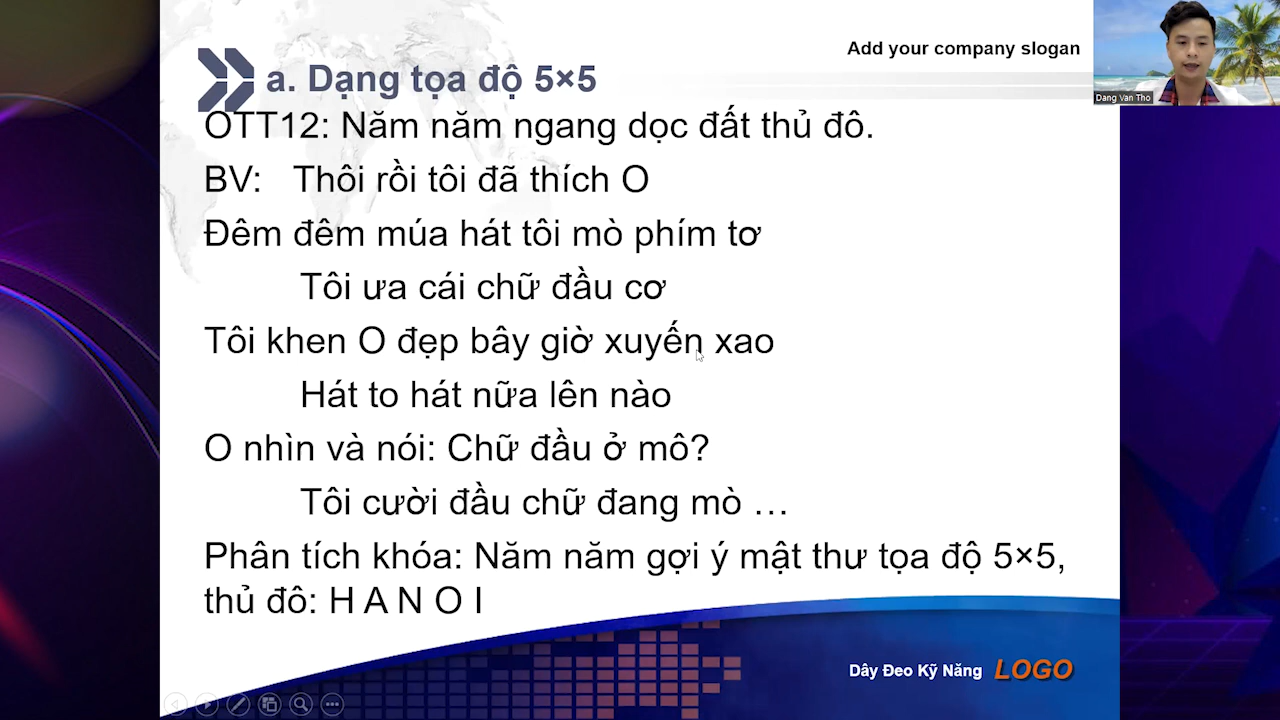 Add your company slogan
a. Dạng tọa độ 5×5
Dang Van Tho
OTT12: Năm năm ngang dọc đất thủ đô.
BV: Thôi rồi tôi đã thích O
Đêm đêm múa hát tôi mò phím tơ
Tôi ưa cái chữ đầu cơ
Tôi khen O đẹp bây giờ xuyến xao
Hát to hát nữa lên nào
O nhìn và nói: Chữ đầu ở mô?
Tôi cười đầu chữ đang mò …
Phân tích khóa: Năm năm gợi ý mật thư tọa độ 5×5,
thủ đô: H A N O I
Dây Đeo Kỹ Năng LOGO